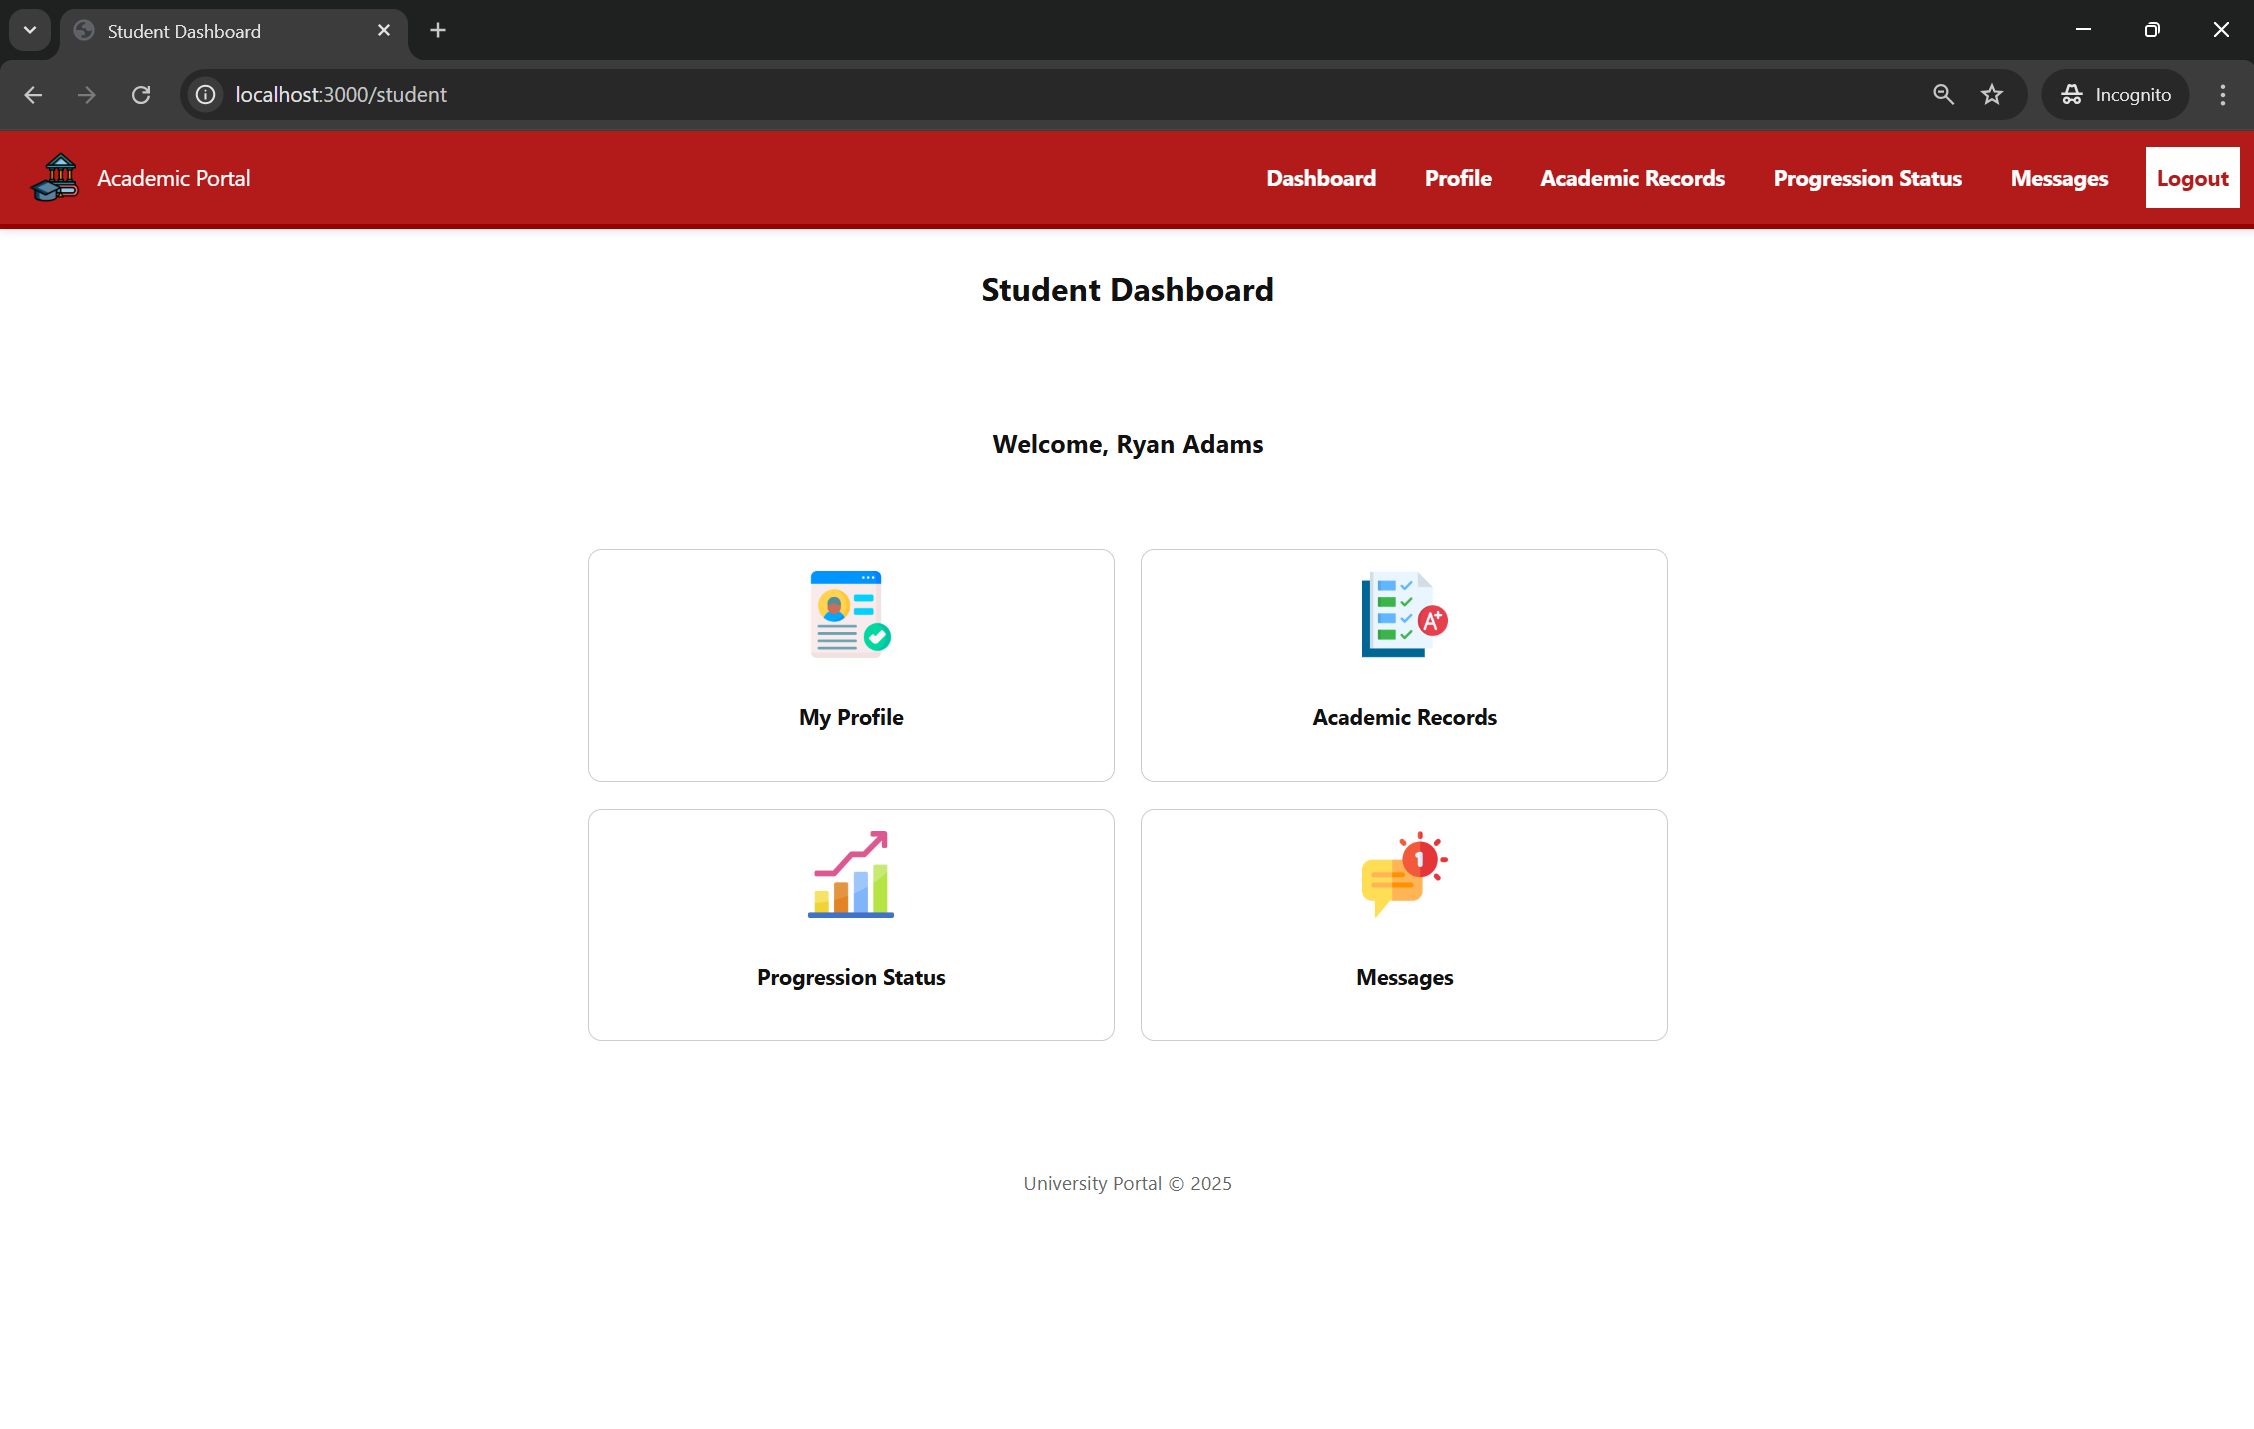 Student Dashboard
localhost:3000/student
Incognito
Academic Portal
Dashboard
Profile
Academic Records
Progression Status
Messages
Logout
Student Dashboard
Welcome, Ryan Adams
A+
My Profile
Academic Records
1
Progression Status
Messages
University Portal © 2025